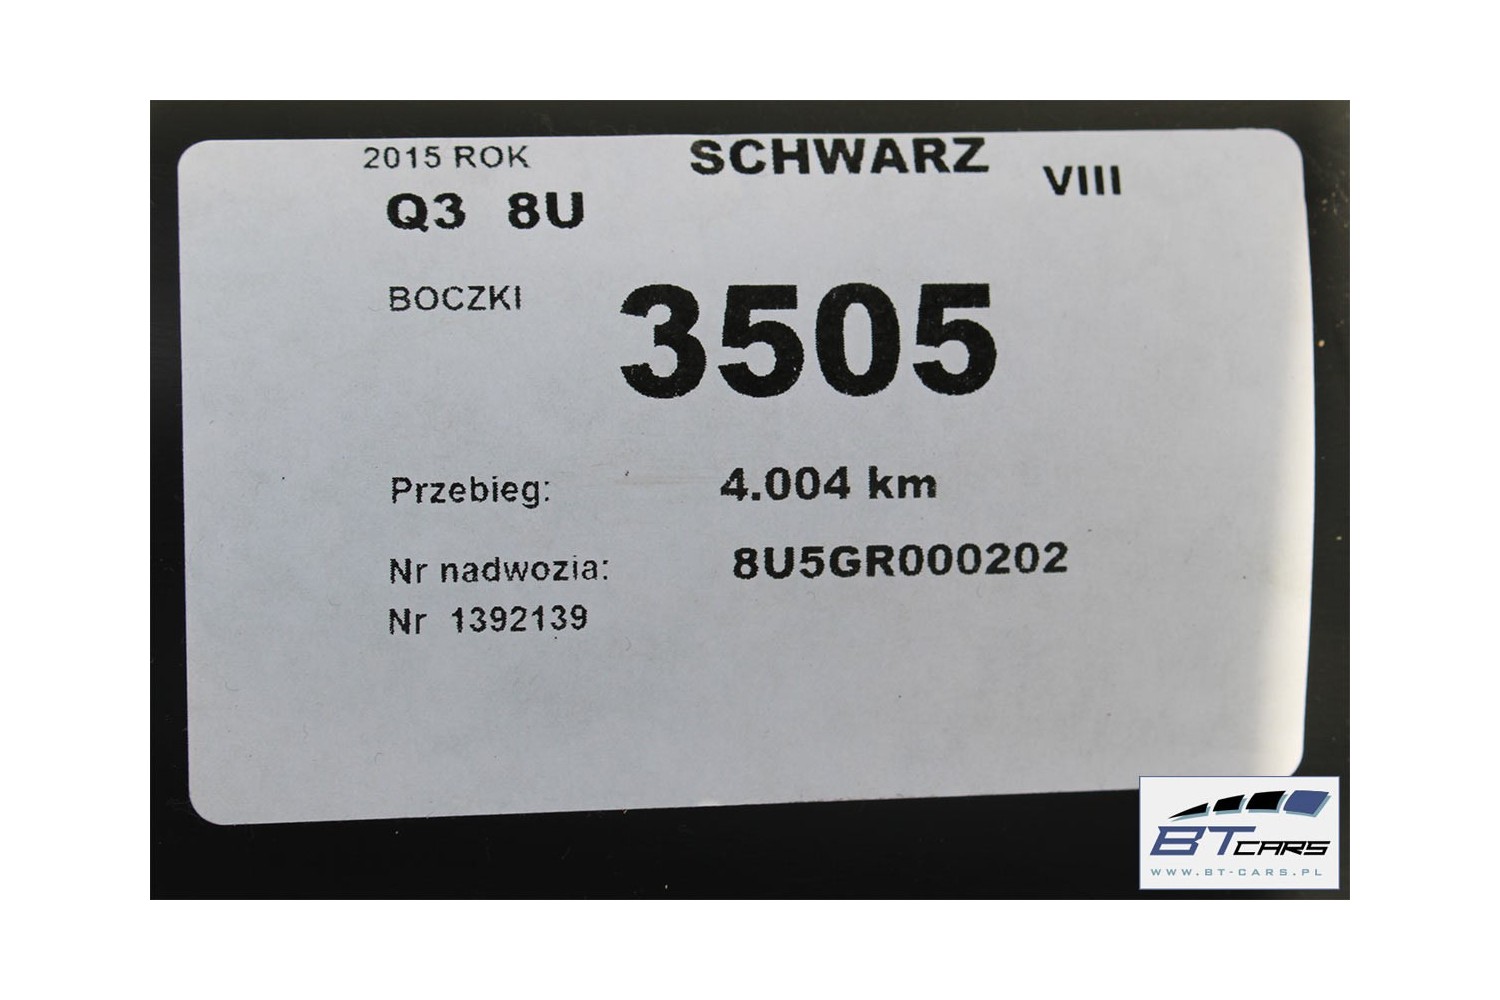 2015 ROK
SCHWARZ
VIII
Q3 8U
BOCZKI
3505
Przebieg: 4.004 km
Nr nadwozia: 8U5GR000202
Nr 1392139
BT CARS
WWW.BT-CARS.PL